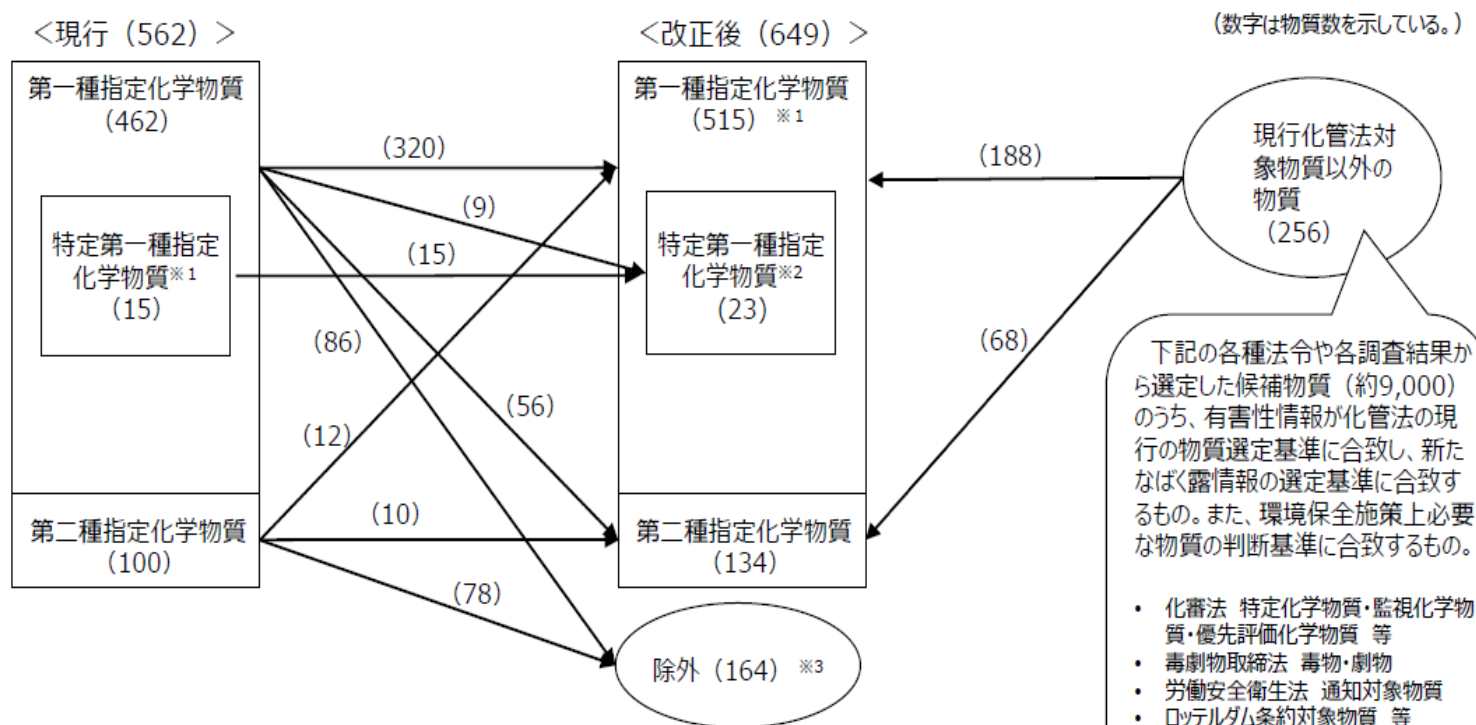 (数字は物質数を示している。)
<現行(562)>
<改正後(649)>
第一種指定化学物質
(462)
特定第一種指定
化学物質※1
(15)
第二種指定化学物質
(100)
(320)
(9)
(15)
(86)
(56)
(12)
(10)
(78)
第一種指定化学物質
(515) ※1
特定第一種指定
化学物質※2
(23)
第二種指定化学物質
(134)
除外(164) ※3
(188)
(68)
現行化管法対
象物質以外の
物質
(256)
下記の各種法令や各調査結果か
ら選定した候補物質(約9,000)
のうち、有害性情報が化管法の現
行の物質選定基準に合致し、新た
なばく露情報の選定基準に合致す
るもの。また、環境保全施策上必要
な物質の判断基準に合致するもの。
・ 化審法 特定化学物質・監視化学物
質・優先評価化学物質 等
・ 毒劇物取締法 毒物・劇物
・ 労働安全衛生法 通知対象物質
・ ロッテルダム条約対象物質 等